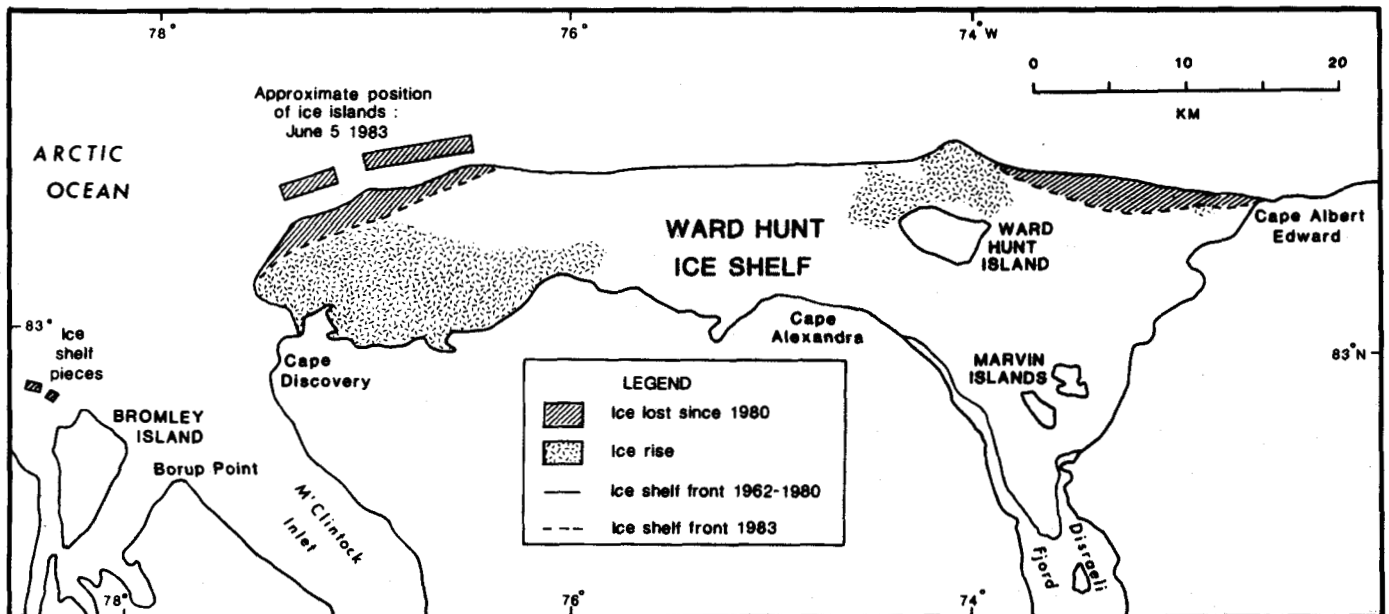 78°
76°
74°W
0 10 20
KM
Approximate position
of ice islands :
June 5 1983
ARCTIC
OCEAN
WARD HUNT
ICE SHELF
WARD
HUNT
ISLAND
Cape Albert
Edward
83°
Ice
shelf
pieces
Cape
Discovery
Cape
Alexandra
83°N
MARVIN
ISLANDS
BROMLEY
ISLAND
Borup Point
M'Clintock
Inlet
LEGEND
Ice lost since 1980
Ice rise
Ice shelf front 1962-1980
Ice shelf front 1983
Disraeli
fjord
78°
76°
74°